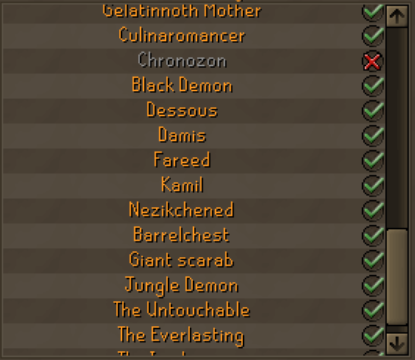 Gelatinnoth Mother
Culinaromancer
Chronozon
Black Demon
Dessous
Damis
Fareed
Kamil
Nezikchened
Barrelchest
Giant scarab
Jungle Demon
The Untouchable
The Everlasting